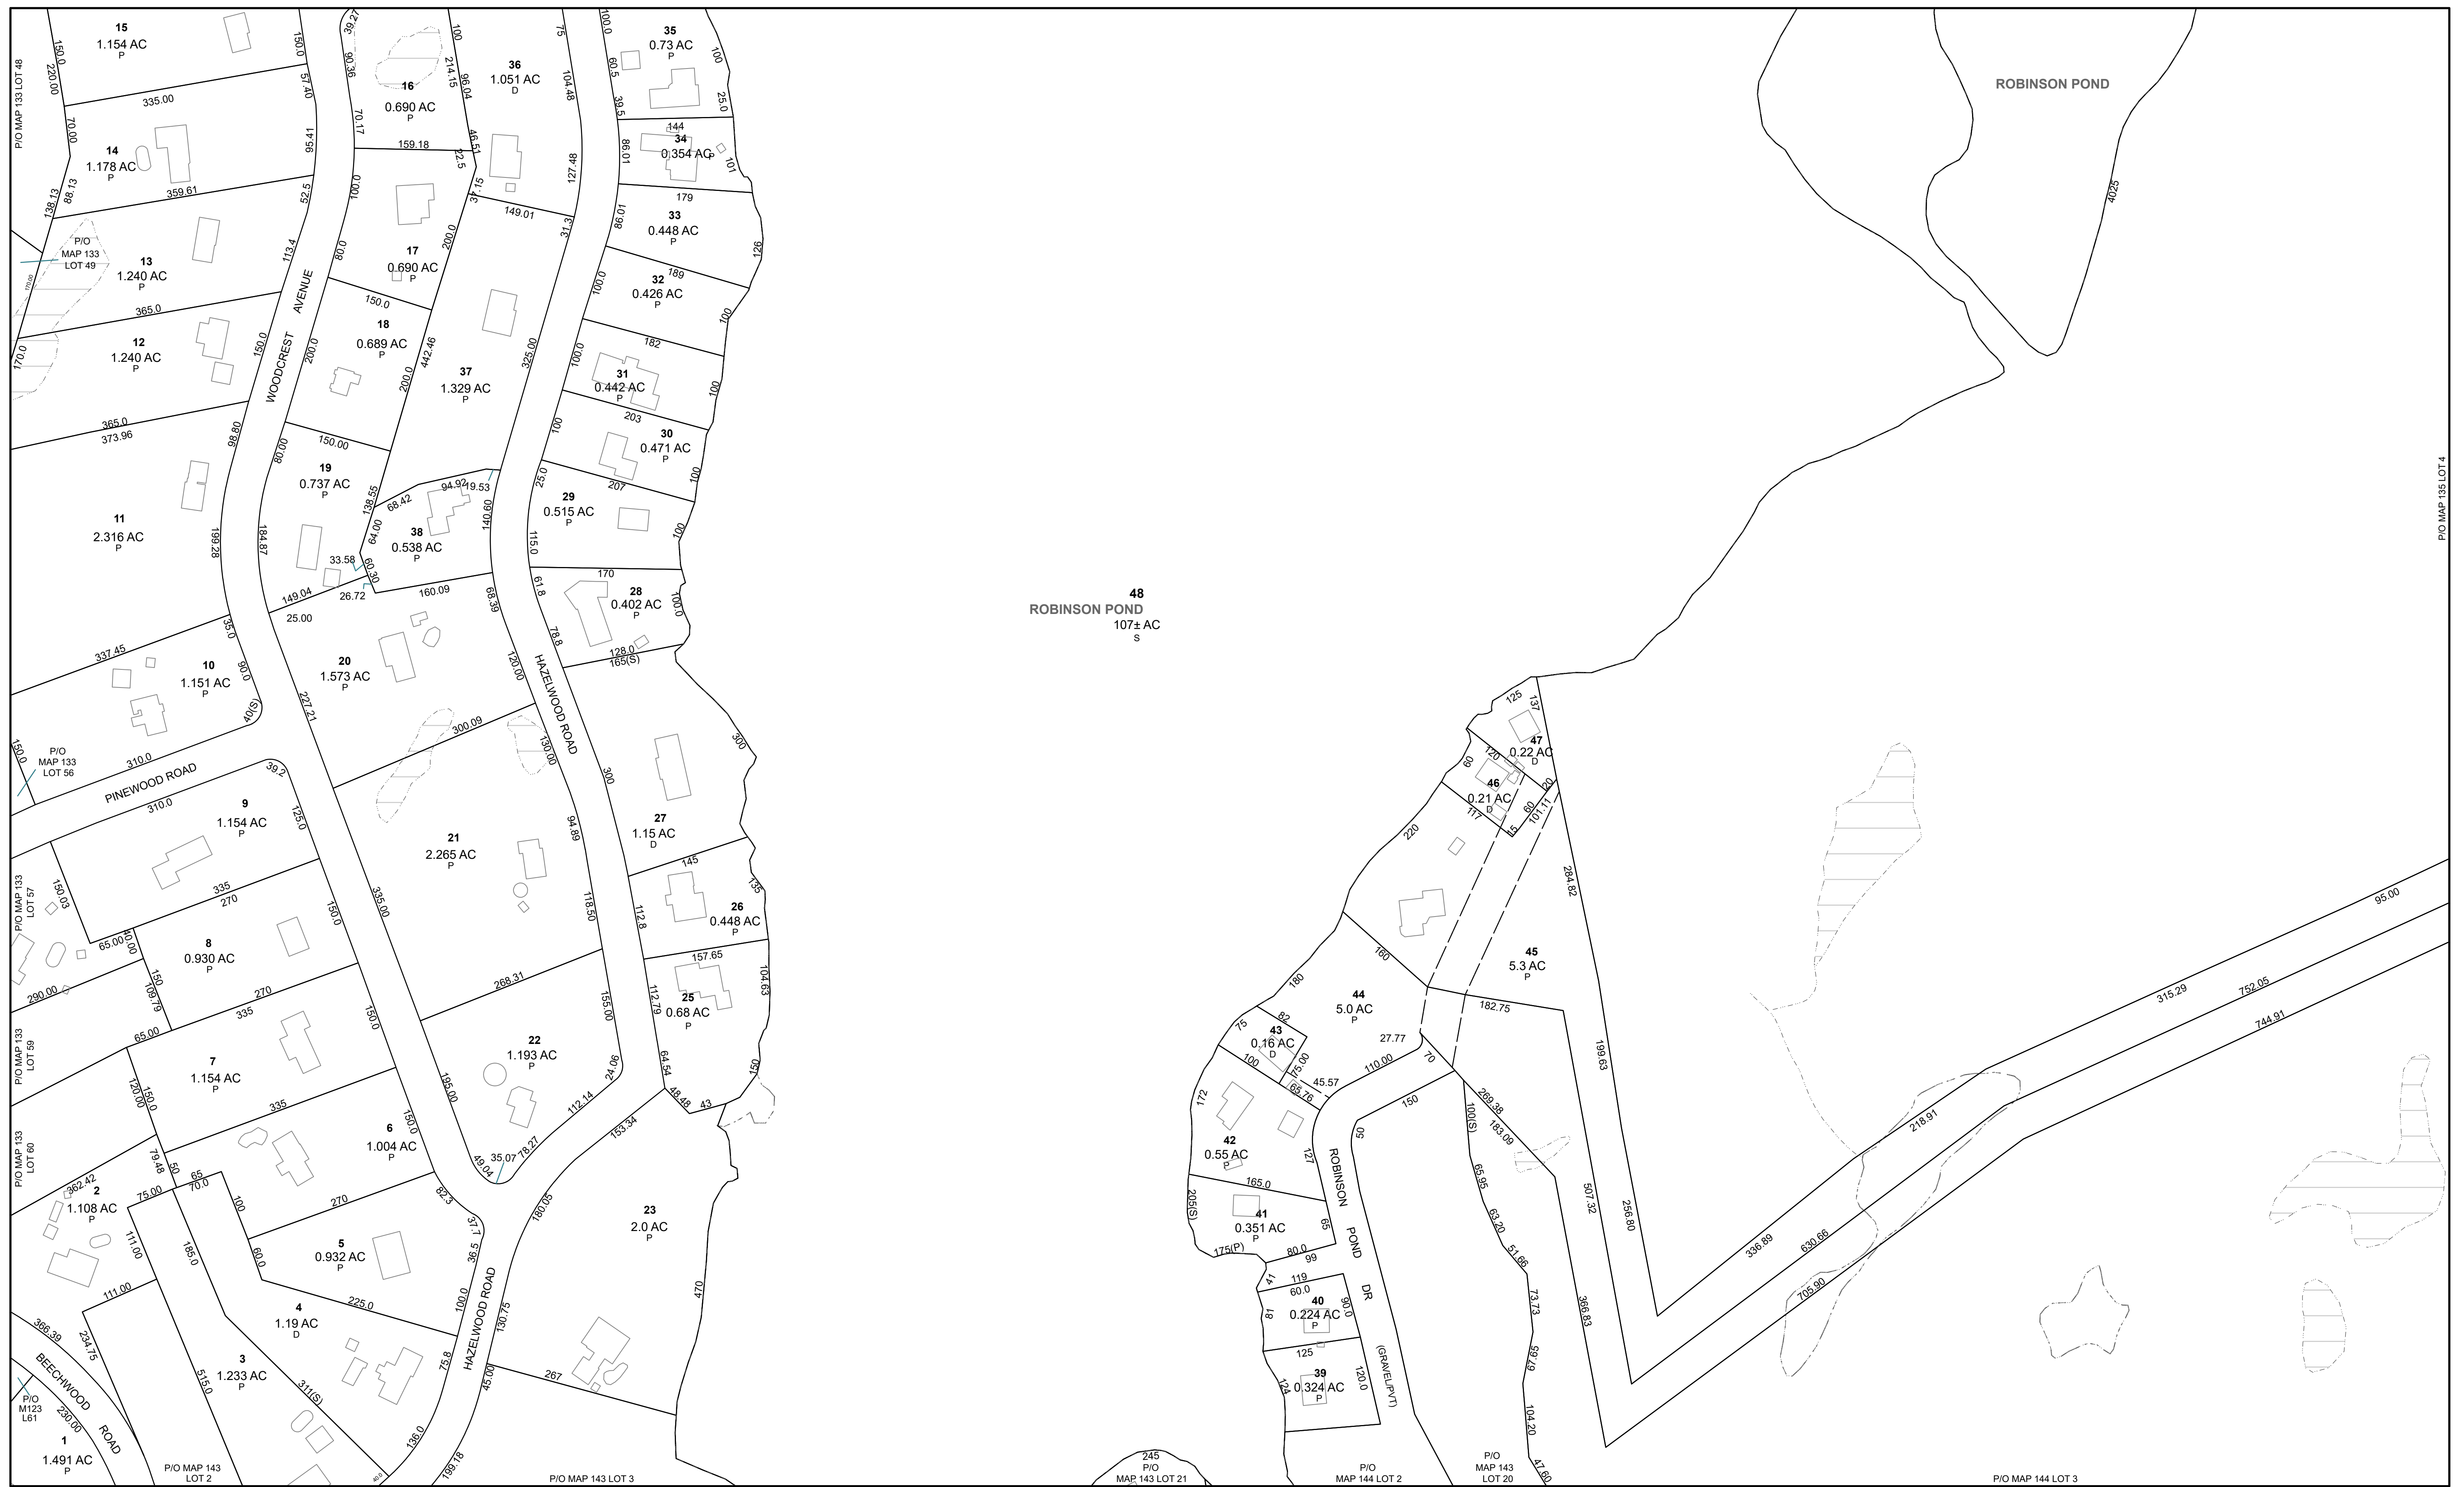 P/O MAP 133 LOT 48
150.0
220.00
15
1.154 AC
P
150.0
57.40
335.00
70.00
14
1.178 AC
P
95.41
138.13
88.13
359.61
52.5
P/O
MAP 133
LOT 49
170.00
13
1.240 AC
P
113.4
365.0
170.0
12
1.240 AC
P
150.0
WOODCREST AVENUE
365.0
373.96
98.80
11
2.316 AC
P
199.28
337.45
35.0
10
1.151 AC
P
90.0
40(S)
150.0
P/O
MAP 133
LOT 56
310.0
PINEWOOD ROAD
310.0
39.2
9
1.154 AC
P
125.0
150.03
P/O MAP 133
LOT 57
335
270
65.00
40.00
8
0.930 AC
P
150.0
150
109.79
290.00
270
335
65.00
P/O MAP 133
LOT 59
7
1.154 AC
P
150.0
120.00
150.0
335
P/O MAP 133
LOT 60
6
1.004 AC
P
150.0
79.48
50
362.42
65
70.0
75.00
2
1.108 AC
P
100
270
82.3
37.7
36.5
111.00
185.0
60.0
5
0.932 AC
P
111.00
225.0
100.0
4
1.19 AC
D
75.8
366.39
234.75
3
1.233 AC
P
515.0
311(S)
BEECHWOOD ROAD
P/O
M123
L61
230.00
1
1.491 AC
P
P/O MAP 143
LOT 2
136.0
40.0
199.18
HAZELWOOD ROAD
39.27
90.36
16
0.690 AC
P
70.17
159.18
100
214.15
96.04
46.51
22.5
37.15
36
1.051 AC
D
75
104.48
127.48
149.01
31.3
100.0
80.0
17
0.690 AC
P
200.0
150.0
18
0.689 AC
P
200.0
200.0
442.46
37
1.329 AC
P
325.00
150.00
80.00
19
0.737 AC
P
184.87
138.55
64.00
68.42
94.92
19.53
38
0.538 AC
P
140.60
33.58
60.30
26.72
160.09
149.04
25.00
68.39
20
1.573 AC
P
227.21
120.00
HAZELWOOD ROAD
300.09
130.00
21
2.265 AC
P
335.00
94.89
118.50
268.31
155.00
22
1.193 AC
P
195.00
24.06
112.14
78.27
35.07
49.04
153.34
180.05
130.75
45.00
23
2.0 AC
P
470
267
P/O MAP 143 LOT 3
100.0
60.5
39.5
35
0.73 AC
P
100
25.0
144
34
0.354 AC
P
86.01
101
179
33
0.448 AC
P
86.01
126
189
32
0.426 AC
P
100.0
100
182
31
0.442 AC
P
100.0
100
203
30
0.471 AC
P
100
100
207
25.0
29
0.515 AC
P
115.0
100
170
61.8
28
0.402 AC
P
100.0
78.8
128.0
165(S)
300
300
27
1.15 AC
D
145
135
26
0.448 AC
P
112.8
157.65
25
0.68 AC
P
112.79
104.63
64.54
48.48
43
150
48
ROBINSON POND
107± AC
S
ROBINSON POND
4025
P/O MAP 135 LOT 4
125
137
47
0.22 AC
D
120
60
46
0.21 AC
D
20
60
101.11
15
117
220
284.82
45
5.3 AC
P
160
182.75
180
44
5.0 AC
P
27.77
82
75
43
0.16 AC
D
75.00
100
65.76
45.57
110.00
70
150
199.63
172
42
0.55 AC
P
127
50
165.0
205(S)
41
0.351 AC
P
65
175(P)
80.0
99
41
119
60.0
40
0.224 AC
P
90.0
81
125
39
0.324 AC
P
120.0
124
ROBINSON POND DR
(GRAVEL/PVT)
269.38
183.09
100(S)
65.95
63.20
51.66
73.73
79.65
104.20
47.60
366.83
507.32
256.80
336.89
630.66
705.90
218.91
315.29
752.05
744.91
95.00
245
P/O
MAP 143 LOT 21
P/O
MAP 144 LOT 2
P/O
MAP 143
LOT 20
P/O MAP 144 LOT 3